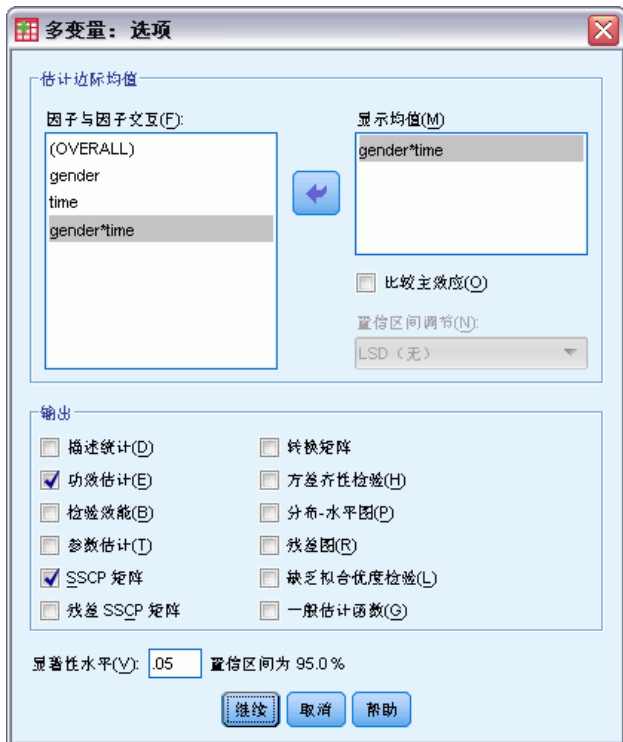 多变量：选项
估计边际均值
因子与因子交互(F):
(OVERALL)
gender
time
gender*time
显示均值(M)
gender*time
比较主效应(O)
置信区间调节(N):
LSD（无）
输出
描述统计(D)
功效估计(E)
检验效能(B)
参数估计(T)
SSCP 矩阵
残差 SSCP 矩阵
转换矩阵
方差齐性检验(H)
分布-水平图(P)
残差图(R)
缺乏拟合优度检验(L)
一般估计函数(G)
显著性水平(V): .05 置信区间为 95.0%
继续 取消 帮助